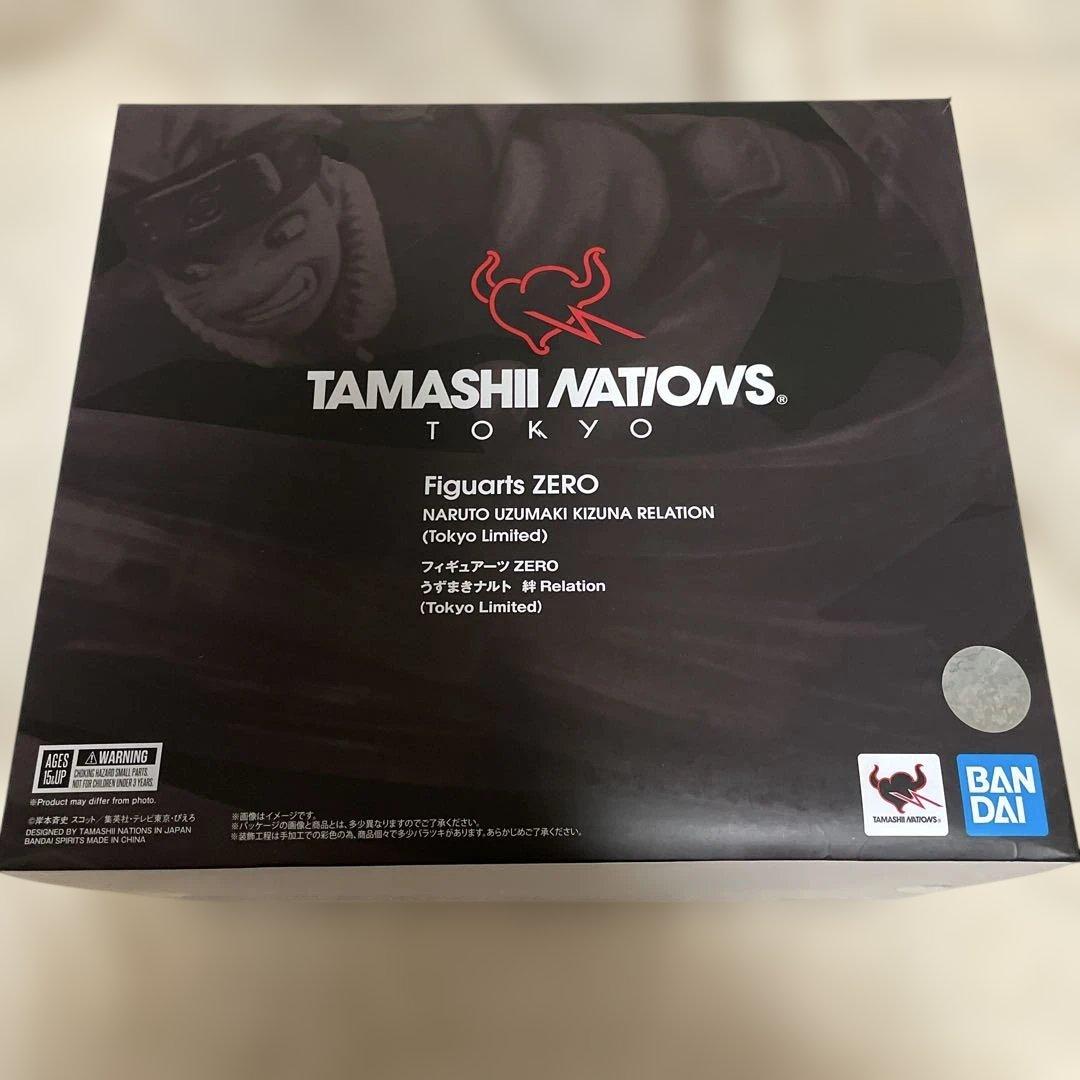 TAMASHII NATIONS®
TOKYO
Figuarts ZERO
NARUTO UZUMAKI KIZUNA RELATION
(Tokyo Limited)
フィギュアーツ ZERO
うずまきナルト 絆 Relation
(Tokyo Limited)
AGES
15&UP
WARNING
CHOKING HAZARD SMALL PARTS.
NOT FOR CHILDREN UNDER 3 YEARS.
※Product may differ from photo.
©岸本斉史 スコット／集英社・テレビ東京・ぴえろ
DESIGNED BY TAMASHII NATIONS IN JAPAN
BANDAI SPIRITS MADE IN CHINA
※画像はイメージです。
※パッケージの画像と商品とは、多少異なりますのでご了承ください。
※装飾工程は手加工での彩色の為、商品個々で多少バラツキがあります。あらかじめご了承ください。
TAMASHII NATIONS®
BAN
DAI